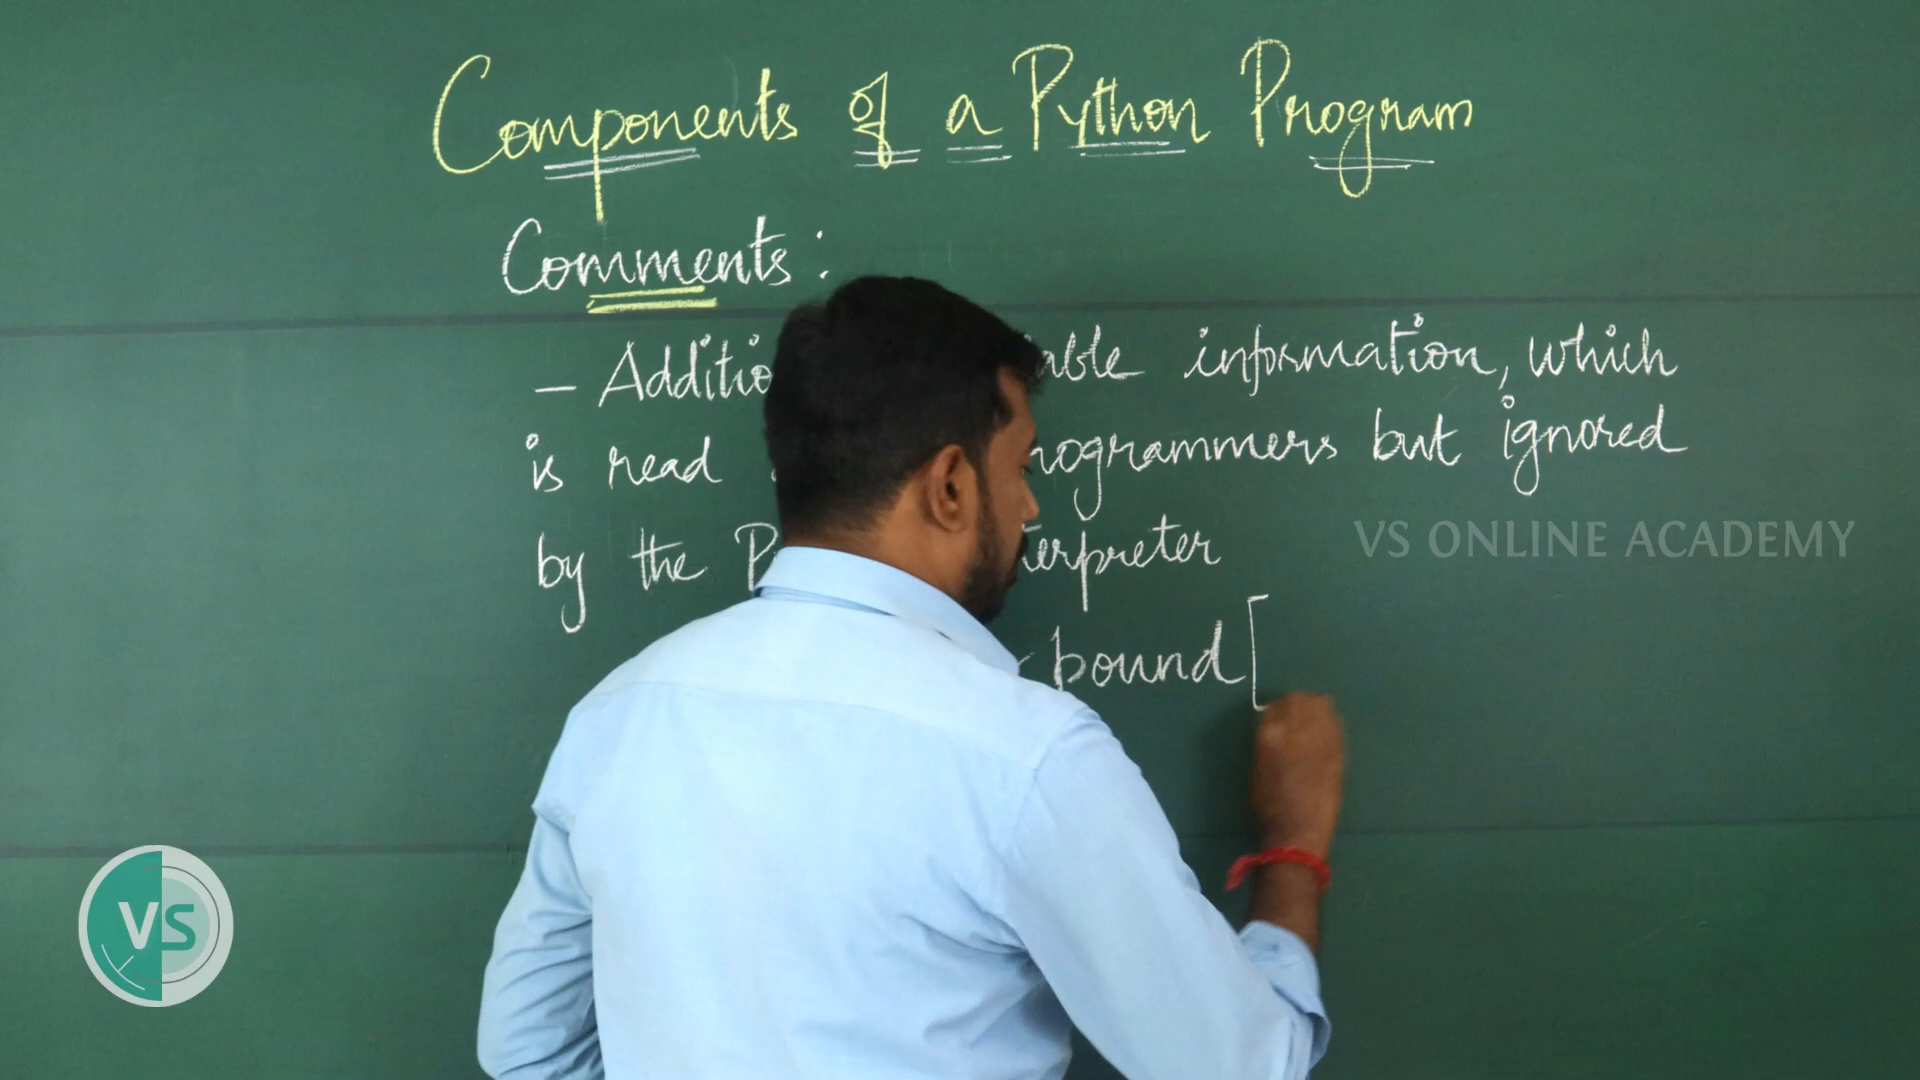 Components of a Python Program
Comments :
– Additio able information, which
is read rogrammers but ignored
by the P terpreter
bound [
VS ONLINE ACADEMY
VS